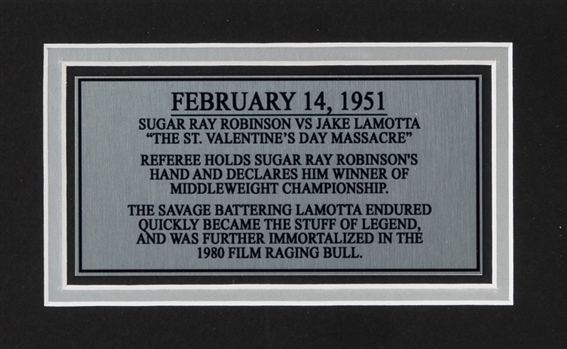 FEBRUARY 14, 1951
SUGAR RAY ROBINSON VS JAKE LAMOTTA
“THE ST. VALENTINE’S DAY MASSACRE”
REFEREE HOLDS SUGAR RAY ROBINSON'S
HAND AND DECLARES HIM WINNER OF
MIDDLEWEIGHT CHAMPIONSHIP.
THE SAVAGE BATTERING LAMOTTA ENDURED
QUICKLY BECAME THE STUFF OF LEGEND,
AND WAS FURTHER IMMORTALIZED IN THE
1980 FILM RAGING BULL.